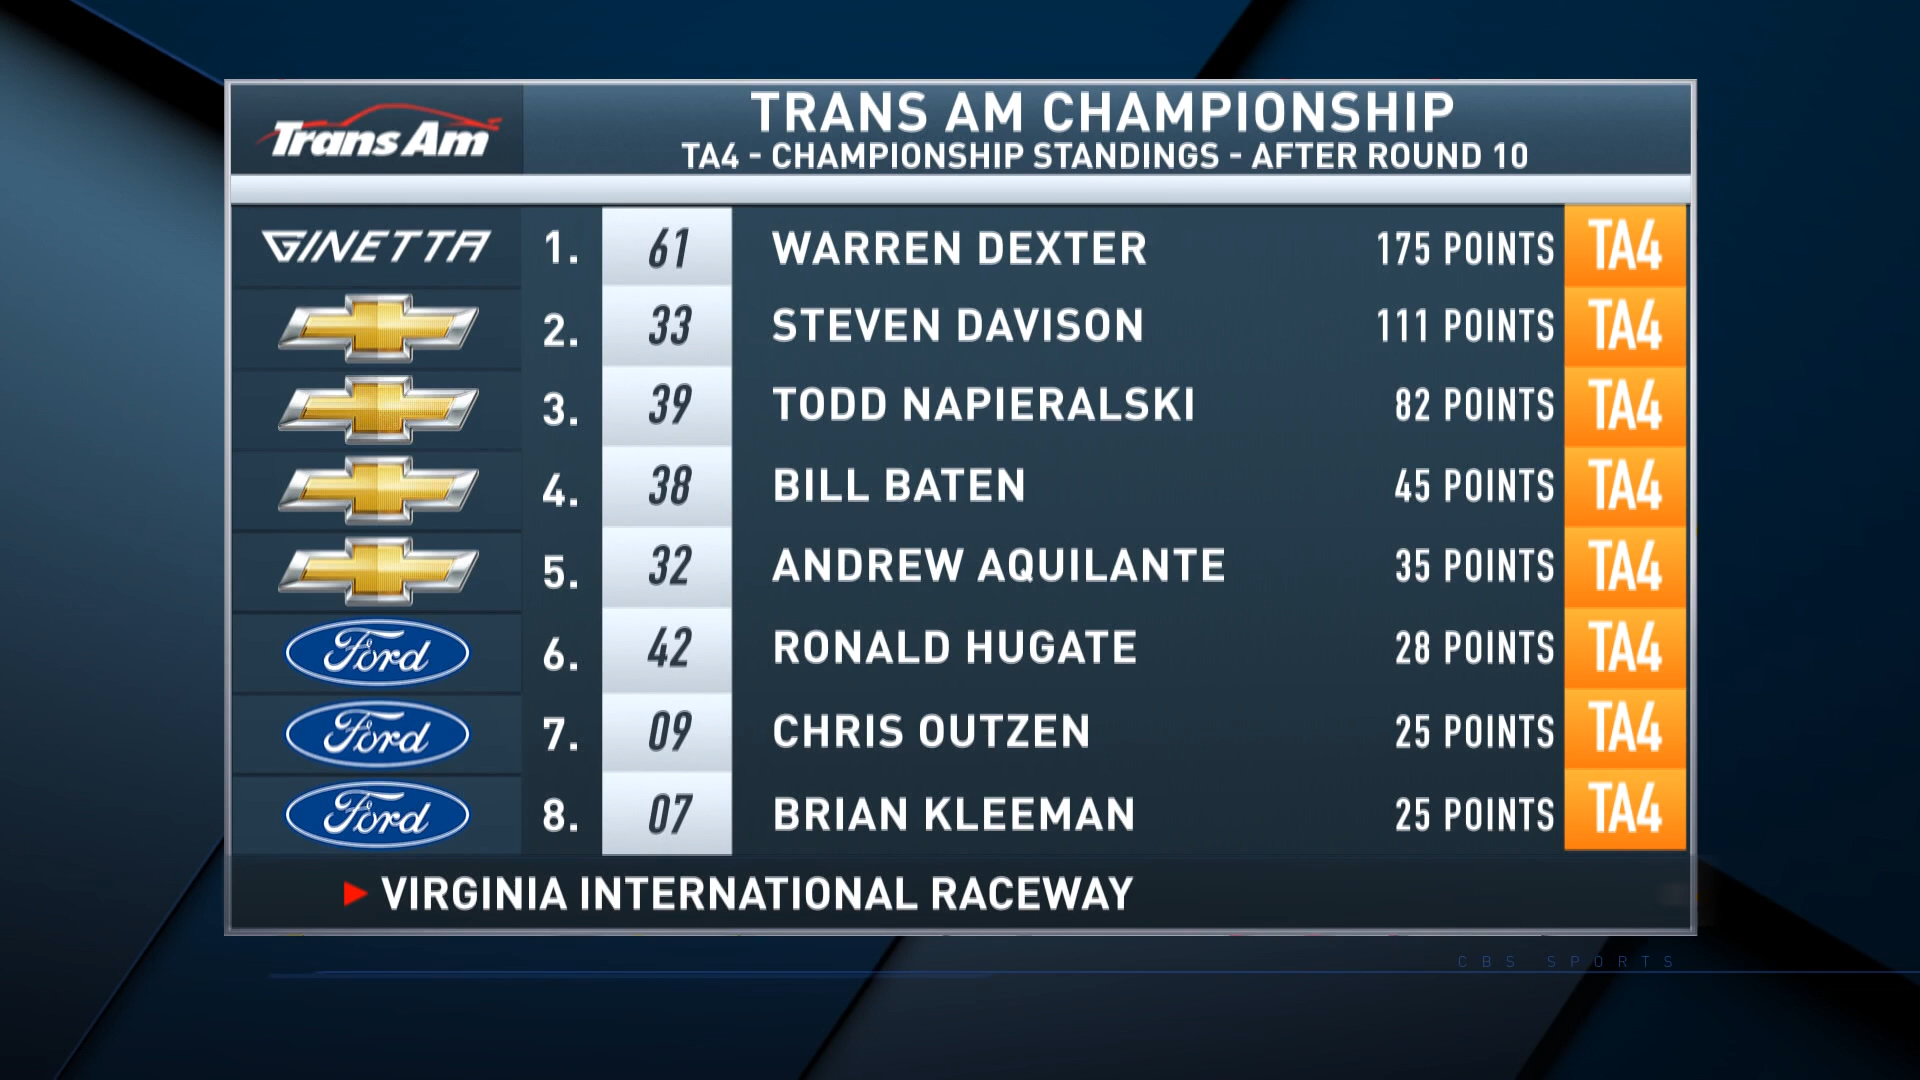 Trans Am
TRANS AM CHAMPIONSHIP
TA4 - CHAMPIONSHIP STANDINGS - AFTER ROUND 10
GINETTA 1. 61 WARREN DEXTER 175 POINTS TA4
2. 33 STEVEN DAVISON 111 POINTS TA4
3. 39 TODD NAPIERALSKI 82 POINTS TA4
4. 38 BILL BATEN 45 POINTS TA4
5. 32 ANDREW AQUILANTE 35 POINTS TA4
Ford 6. 42 RONALD HUGATE 28 POINTS TA4
Ford 7. 09 CHRIS OUTZEN 25 POINTS TA4
Ford 8. 07 BRIAN KLEEMAN 25 POINTS TA4
VIRGINIA INTERNATIONAL RACEWAY
CBS SPORTS